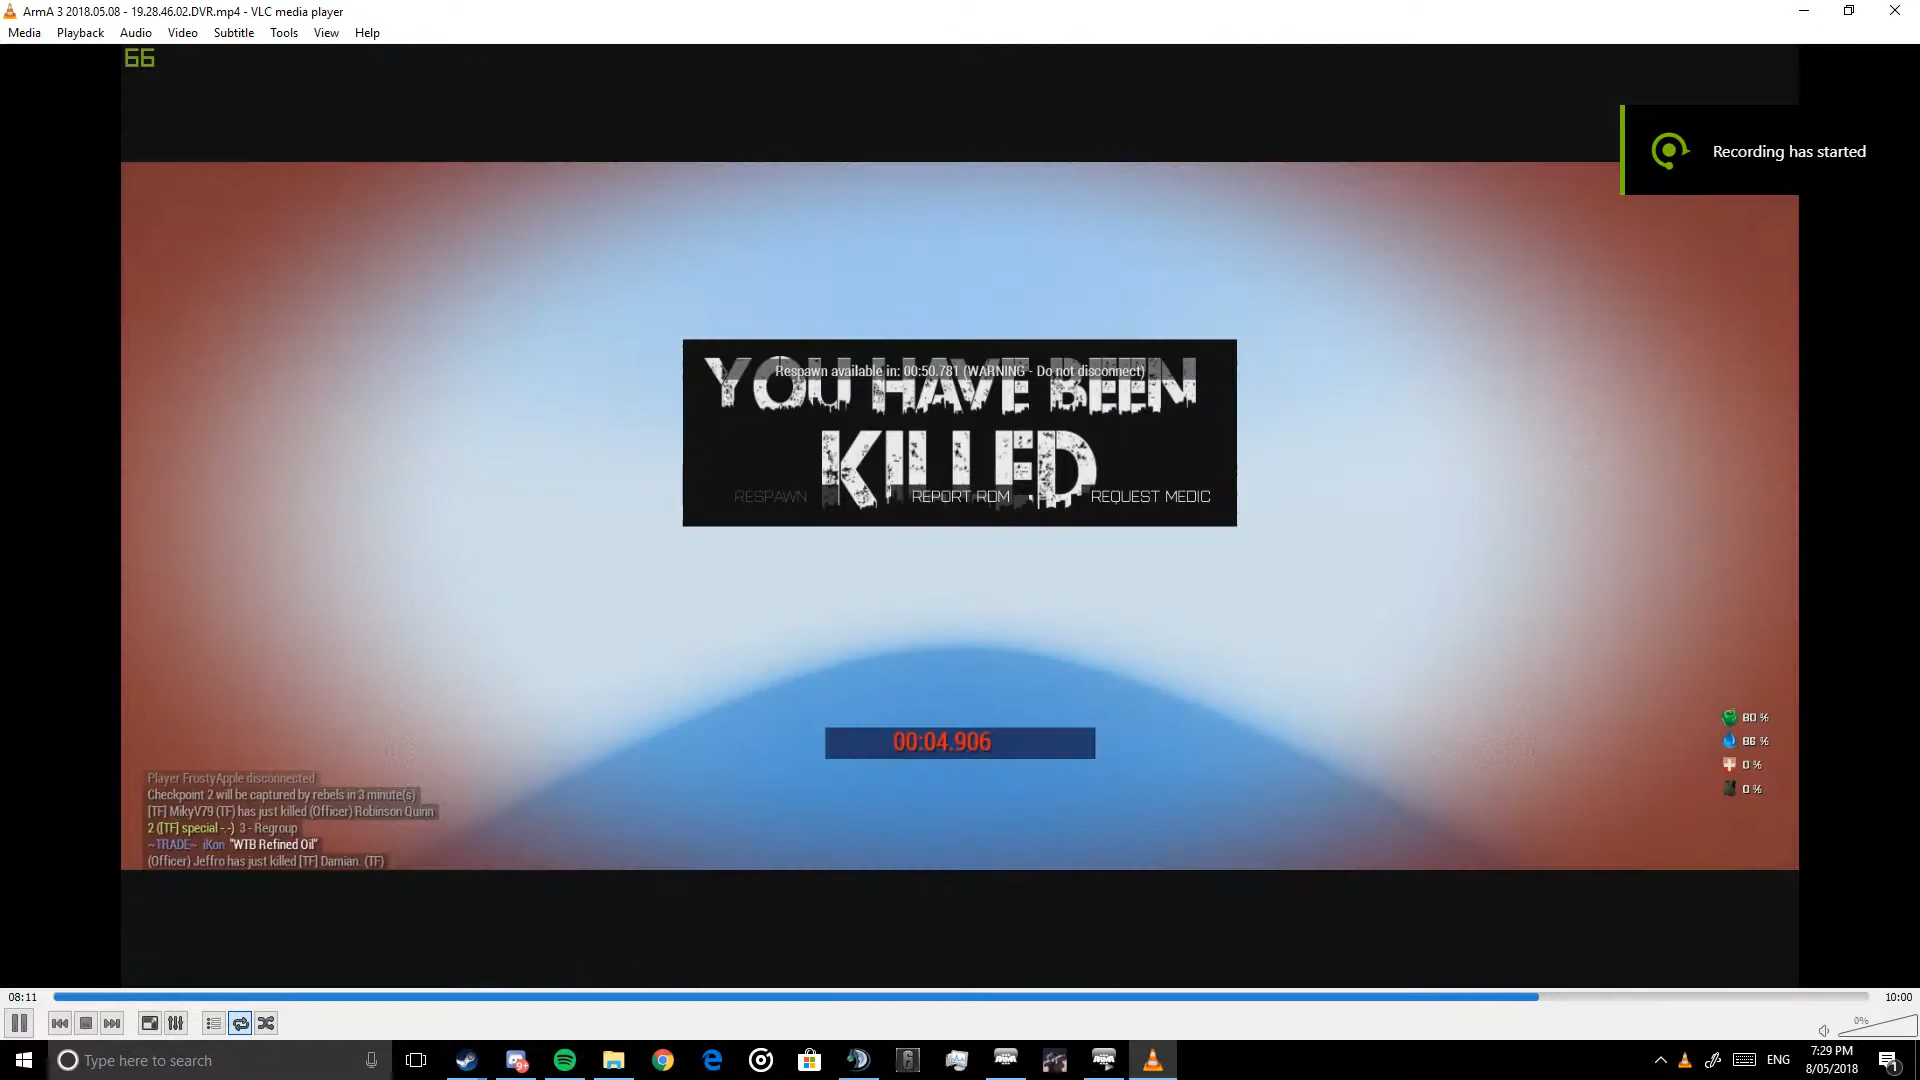 ArmA 3 2018.05.08 - 19.28.46.02.DVR.mp4 - VLC media player
Media Playback Audio Video Subtitle Tools View Help
66
Recording has started
YOU HAVE BEEN
Respawn available in: 00:50.781 (WARNING - Do not disconnect)
KILLED
RESPAWN REPORT RDM REQUEST MEDIC
00:04.906
80 %
86 %
0 %
0 %
Player FrostyApple disconnected
Checkpoint 2 will be captured by rebels in 3 minute(s)
[TF] MikyV79 (TF) has just killed (Officer) Robinson Quinn
2 ([TF] special -.-) 3 - Regroup
~TRADE~ iKon "WTB Refined Oil"
(Officer) Jeffro has just killed [TF] Damian. (TF)
08:11 10:00
0%
Type here to search
9+
ENG
7:29 PM
8/05/2018
1